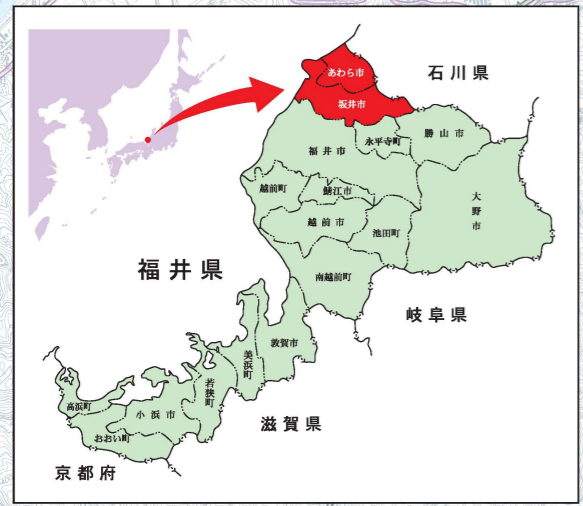 石川県
あわら市
坂井市
勝山市
永平寺町
福井市
大野市
越前町
鯖江市
越前市
池田町
福井県
南越前町
岐阜県
敦賀市
美浜町
若狭町
高浜町
小浜市
滋賀県
おおい町
京都府